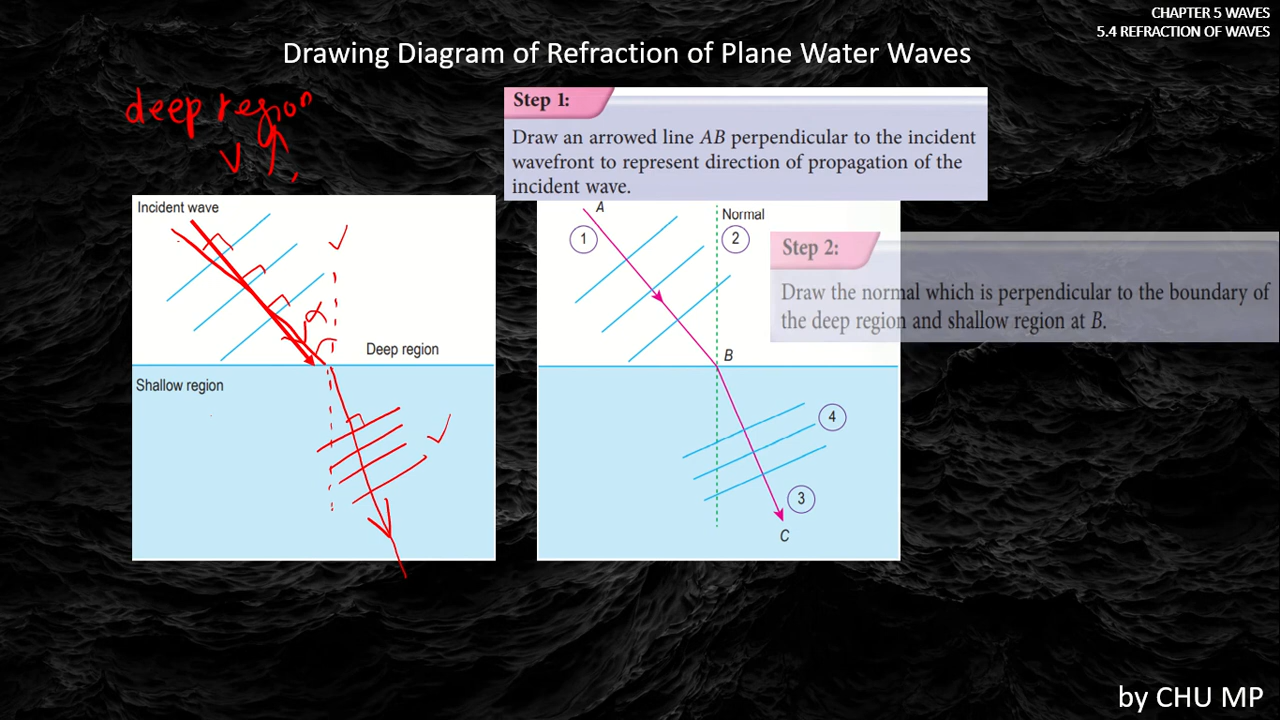 CHAPTER 5 WAVES
5.4 REFRACTION OF WAVES
Drawing Diagram of Refraction of Plane Water Waves
deep region
v ↑
Step 1:
Draw an arrowed line AB perpendicular to the incident
wavefront to represent direction of propagation of the
incident wave.
Incident wave
Deep region
Shallow region
A
1
Normal
2
B
4
3
C
Step 2:
Draw the normal which is perpendicular to the boundary of
the deep region and shallow region at B.
by CHU MP